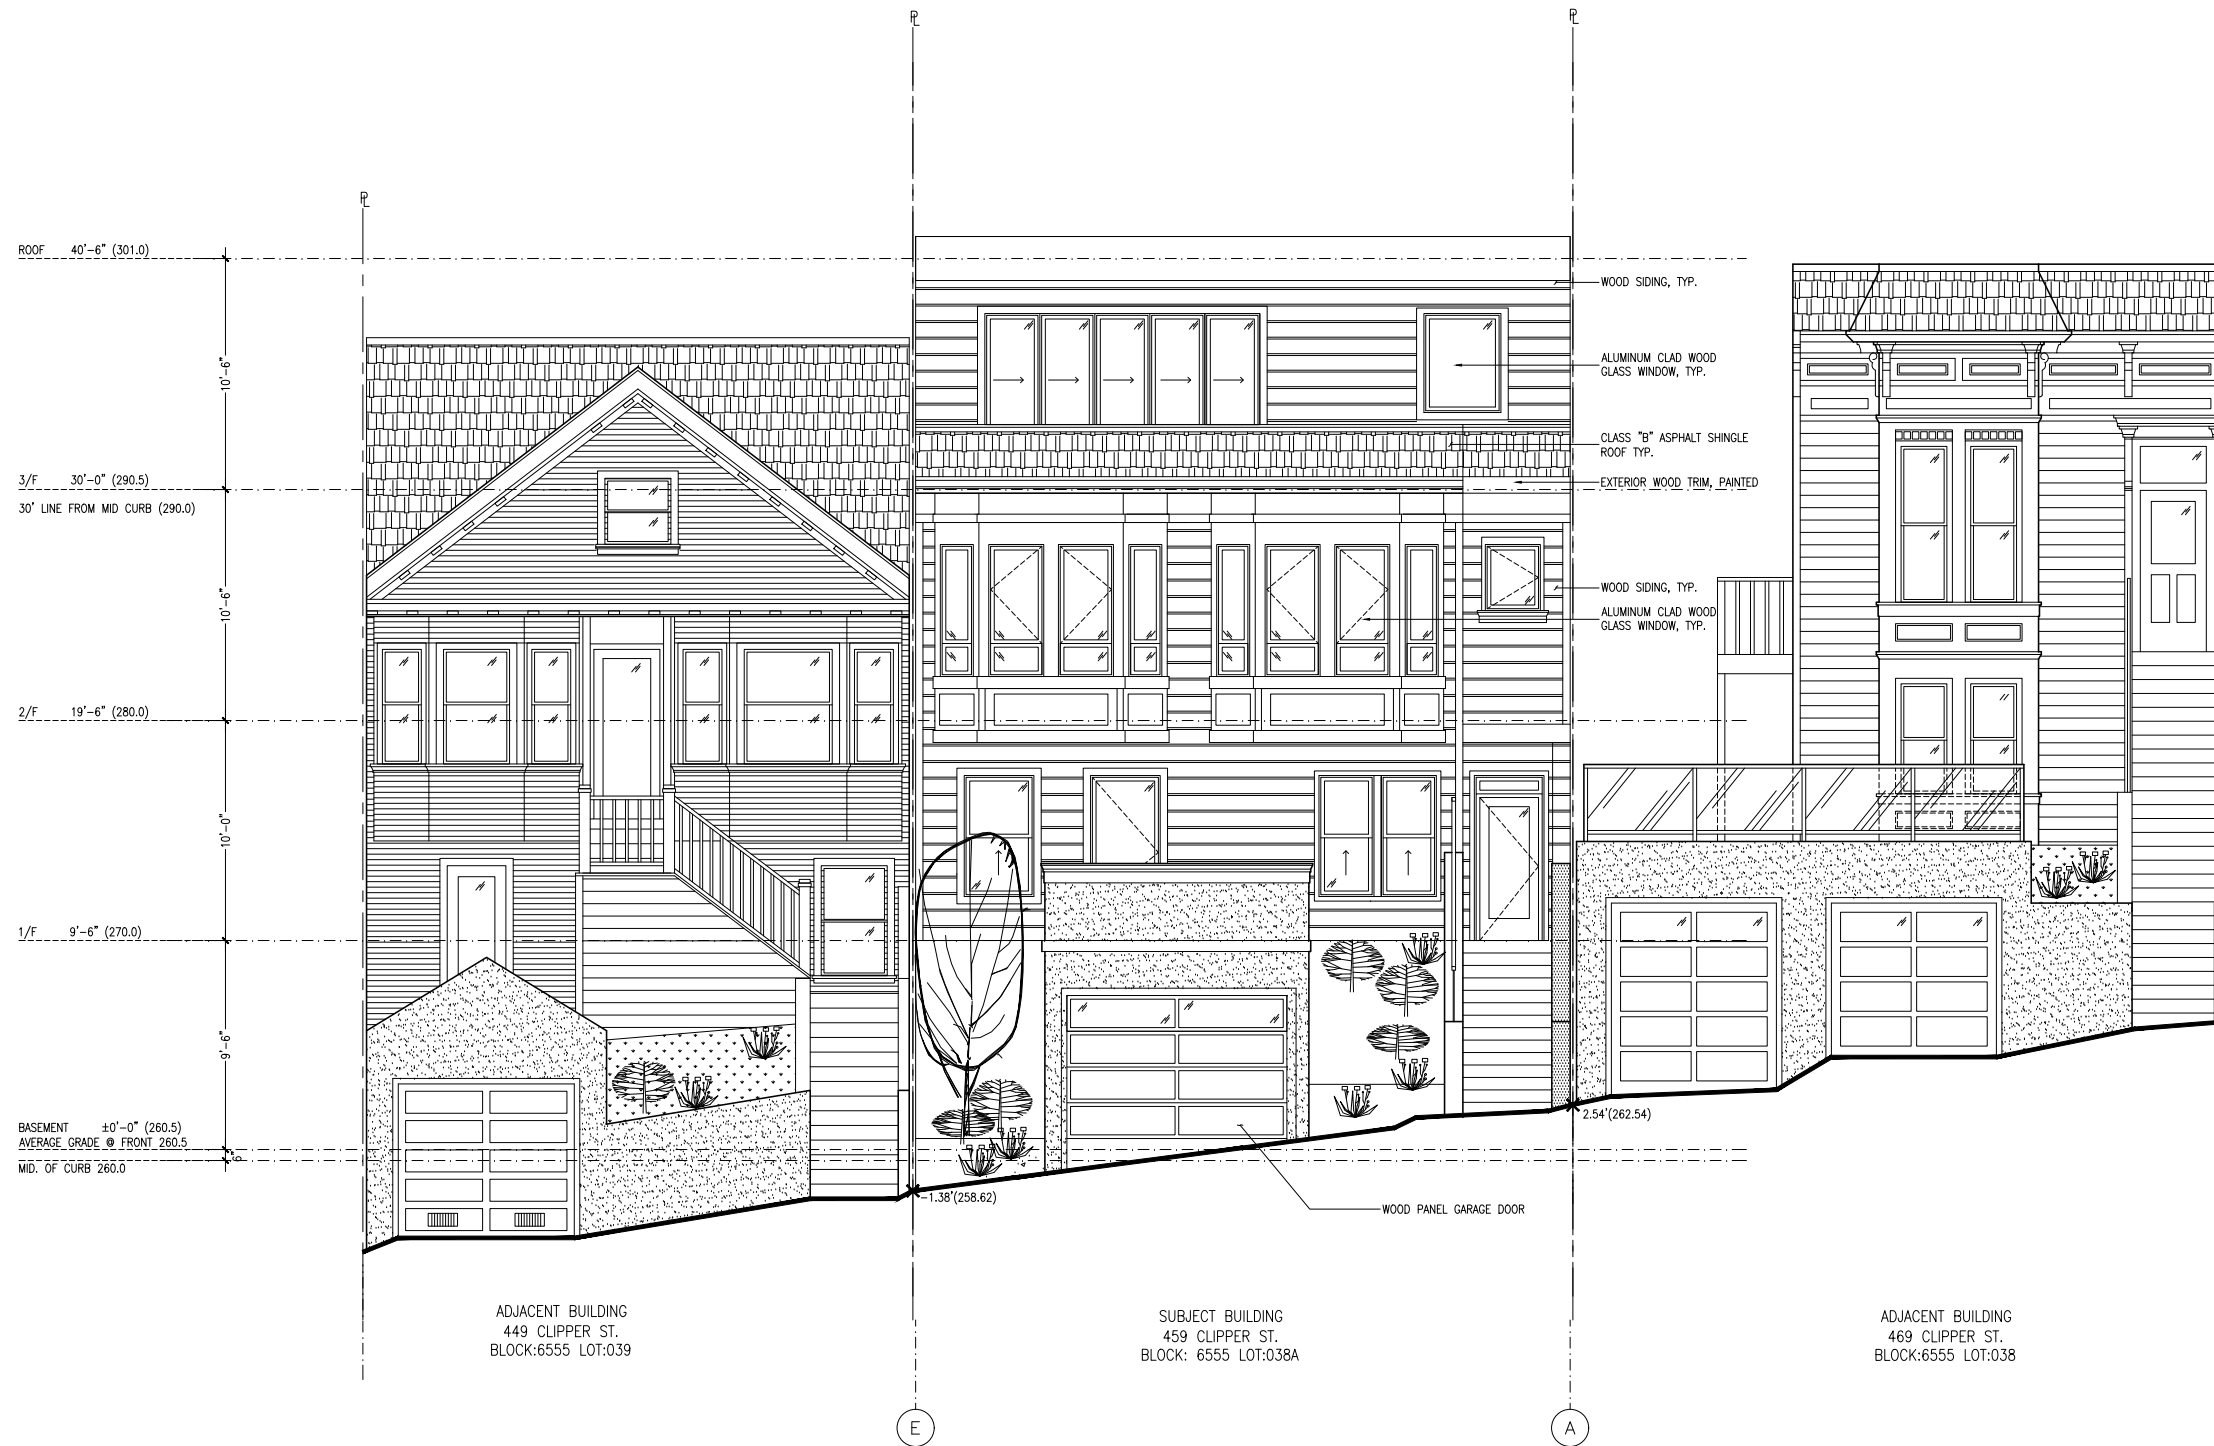 ℄
℄
℄
ROOF 40'-6" (301.0)
10'-6"
WOOD SIDING, TYP.
ALUMINUM CLAD WOOD
GLASS WINDOW, TYP.
CLASS "B" ASPHALT SHINGLE
ROOF TYP.
3/F 30'-0" (290.5)
EXTERIOR WOOD TRIM, PAINTED
30' LINE FROM MID CURB (290.0)
10'-6"
WOOD SIDING, TYP.
ALUMINUM CLAD WOOD
GLASS WINDOW, TYP.
2/F 19'-6" (280.0)
10'-0"
1/F 9'-6" (270.0)
9'-6"
2.54'(262.54)
BASEMENT ±0'-0" (260.5)
AVERAGE GRADE @ FRONT 260.5
6"
MID. OF CURB 260.0
-1.38'(258.62)
WOOD PANEL GARAGE DOOR
ADJACENT BUILDING
449 CLIPPER ST.
BLOCK:6555 LOT:039
SUBJECT BUILDING
459 CLIPPER ST.
BLOCK: 6555 LOT:038A
ADJACENT BUILDING
469 CLIPPER ST.
BLOCK:6555 LOT:038
E
A